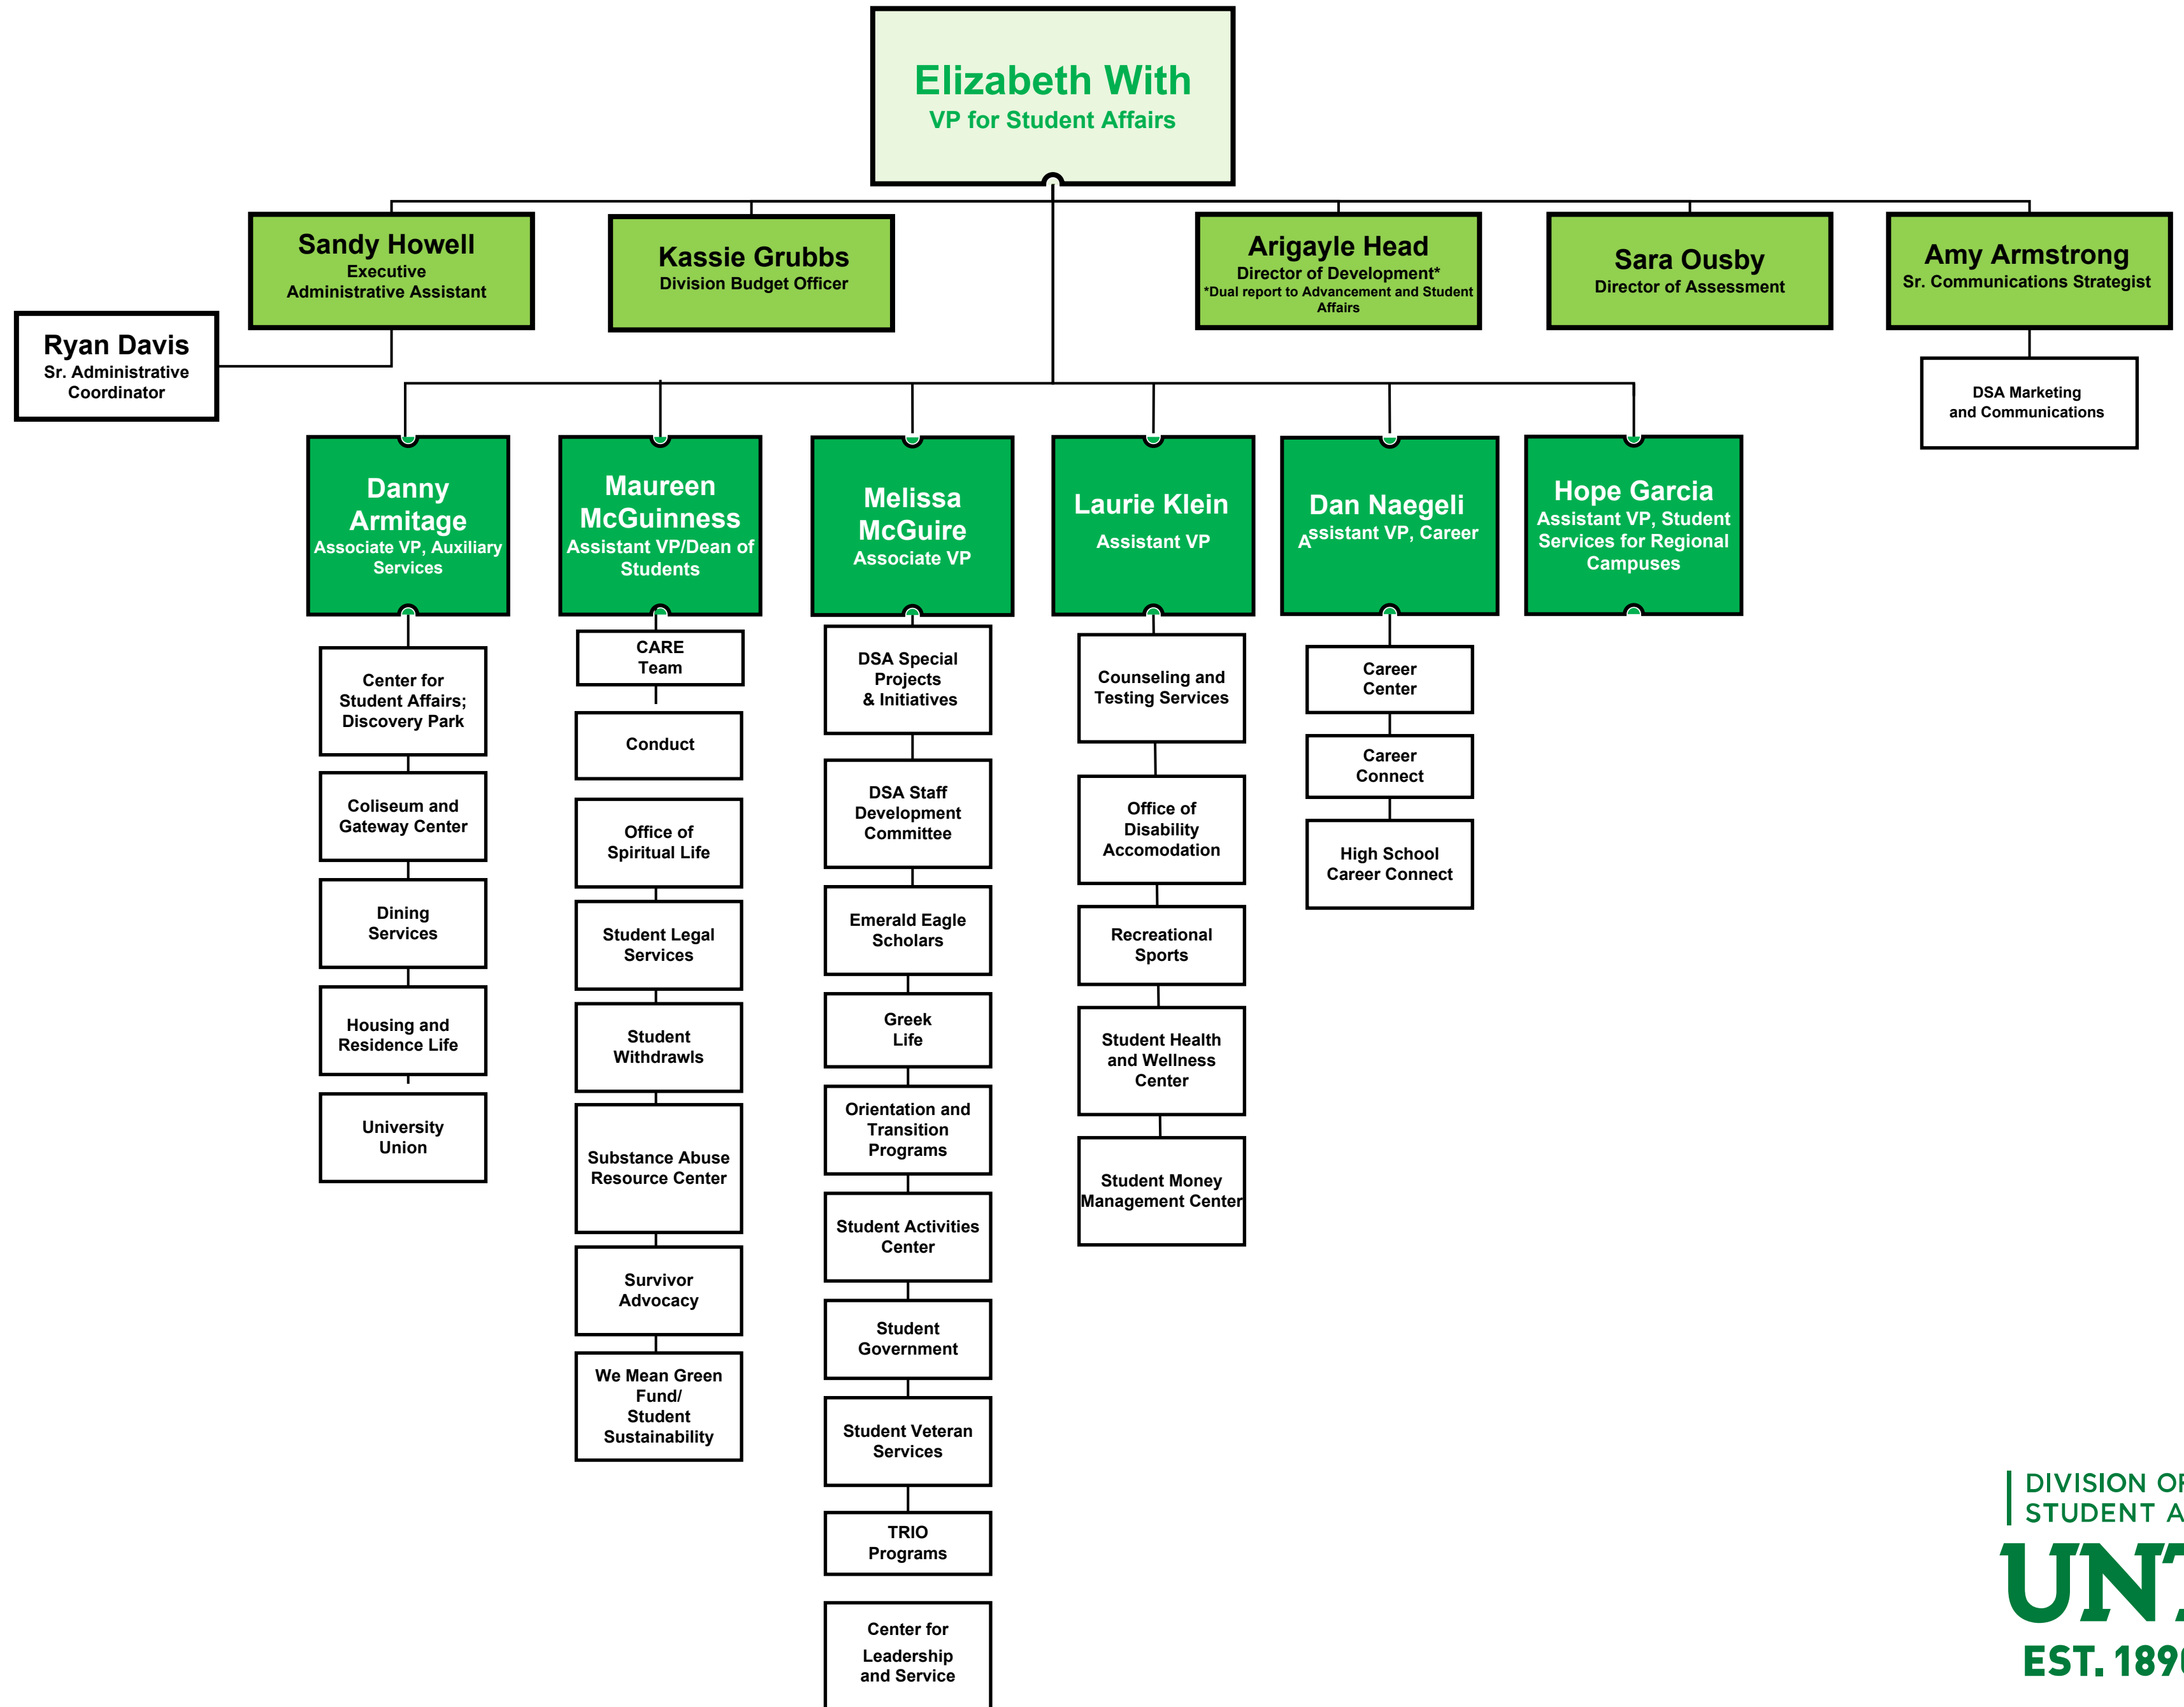 Elizabeth With
VP for Student Affairs
Sandy Howell
Executive
Administrative Assistant
Kassie Grubbs
Division Budget Officer
Arigayle Head
Director of Development*
*Dual report to Advancement and Student
Affairs
Sara Ousby
Director of Assessment
Amy Armstrong
Sr. Communications Strategist
Ryan Davis
Sr. Administrative
Coordinator
DSA Marketing
and Communications
Danny
Armitage
Associate VP, Auxiliary
Services
Maureen
McGuinness
Assistant VP/Dean of
Students
Melissa
McGuire
Associate VP
Laurie Klein
Assistant VP
Dan Naegeli
Assistant VP, Career
Hope Garcia
Assistant VP, Student
Services for Regional
Campuses
Center for
Student Affairs;
Discovery Park
Coliseum and
Gateway Center
Dining
Services
Housing and
Residence Life
University
Union
CARE
Team
Conduct
Office of
Spiritual Life
Student Legal
Services
Student
Withdrawls
Substance Abuse
Resource Center
Survivor
Advocacy
We Mean Green
Fund/
Student
Sustainability
DSA Special
Projects
& Initiatives
DSA Staff
Development
Committee
Emerald Eagle
Scholars
Greek
Life
Orientation and
Transition
Programs
Student Activities
Center
Student
Government
Student Veteran
Services
TRIO
Programs
Center for
Leadership
and Service
Counseling and
Testing Services
Office of
Disability
Accomodation
Recreational
Sports
Student Health
and Wellness
Center
Student Money
Management Center
Career
Center
Career
Connect
High School
Career Connect
DIVISION OF
STUDENT A
UNT
EST. 1890